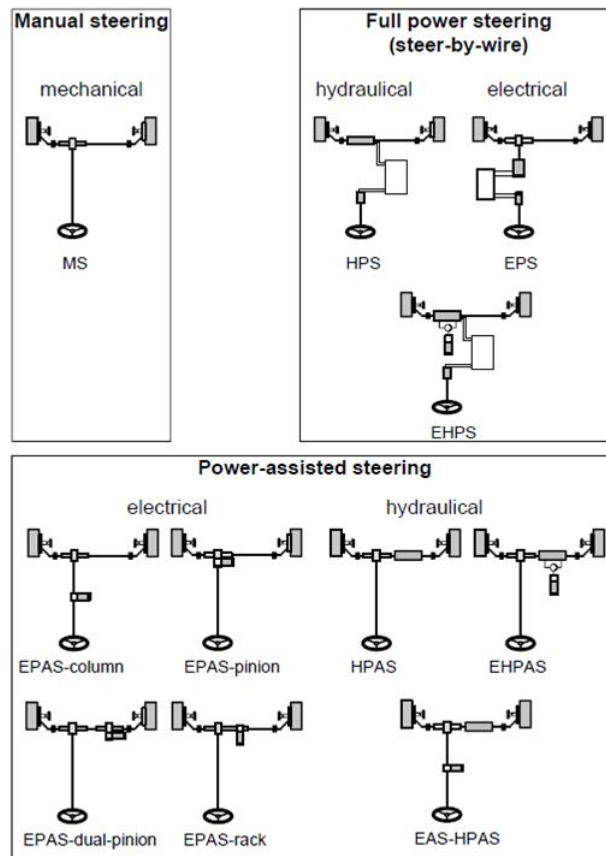 Manual steering
mechanical
MS
Full power steering
(steer-by-wire)
hydraulical electrical
HPS EPS
EHPS
Power-assisted steering
electrical hydraulical
EPAS-column EPAS-pinion HPAS EHPAS
EPAS-dual-pinion EPAS-rack EAS-HPAS